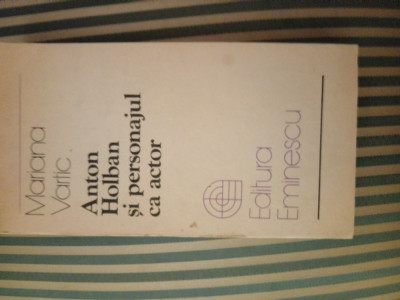 Mariana
Vartic
Anton
Holban
și personajul
ca actor
Editura
Eminescu